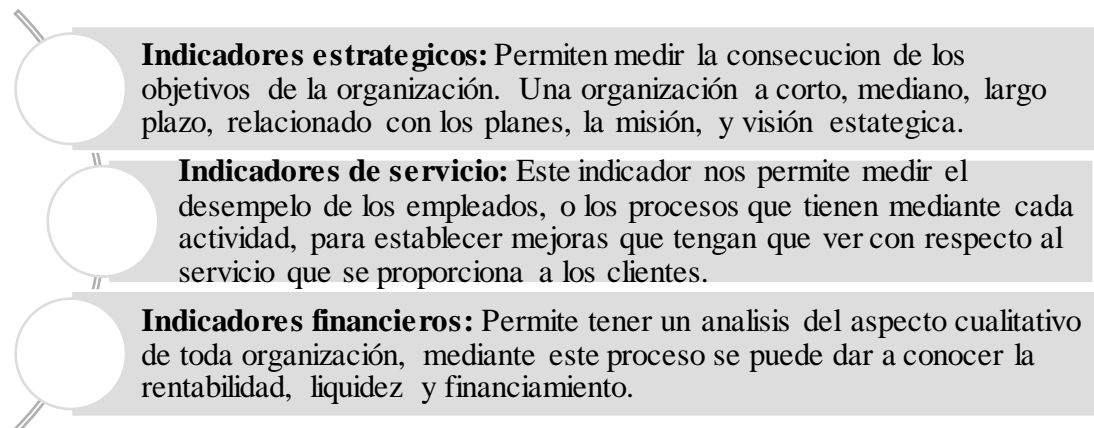 Indicadores estrategicos: Permiten medir la consecucion de los
objetivos de la organización. Una organización a corto, mediano, largo
plazo, relacionado con los planes, la misión, y visión estategica.
Indicadores de servicio: Este indicador nos permite medir el
desempelo de los empleados, o los procesos que tienen mediante cada
actividad, para establecer mejoras que tengan que ver con respecto al
servicio que se proporciona a los clientes.
Indicadores financieros: Permite tener un analisis del aspecto cualitativo
de toda organización, mediante este proceso se puede dar a conocer la
rentabilidad, liquidez y financiamiento.